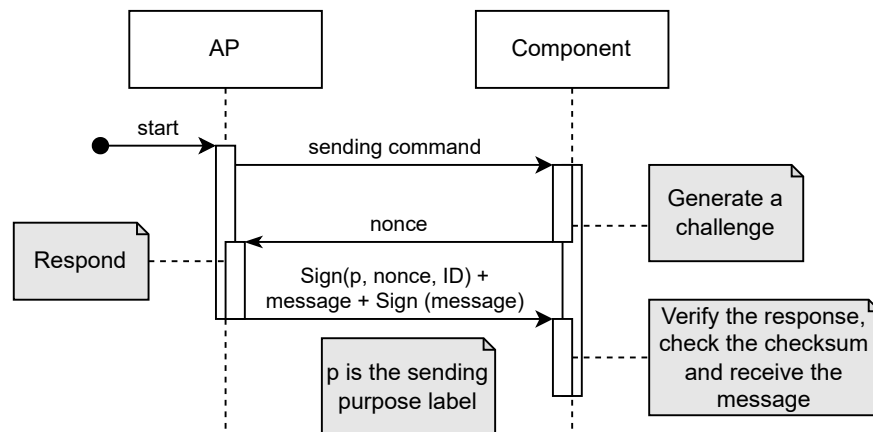 AP
Component
start
sending command
Generate a
challenge
nonce
Respond
Sign(p, nonce, ID) +
message + Sign (message)
Verify the response,
check the checksum
and receive the
message
p is the sending
purpose label